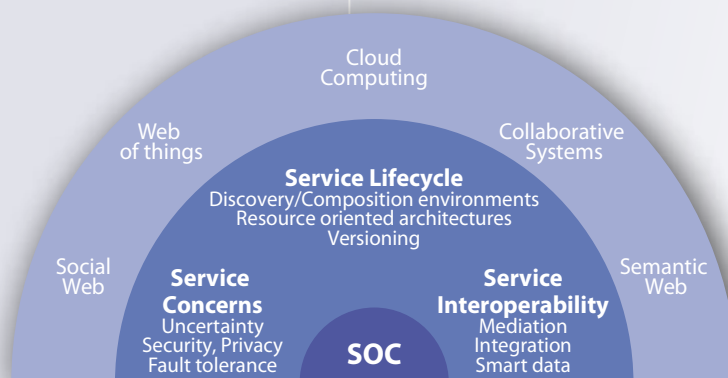 Cloud
Computing
Web
of things
Collaborative
Systems
Service Lifecycle
Discovery/Composition environments
Resource oriented architectures
Versioning
Social
Web
Service
Concerns
Uncertainty
Security, Privacy
Fault tolerance
SOC
Service
Interoperability
Mediation
Integration
Smart data
Semantic
Web